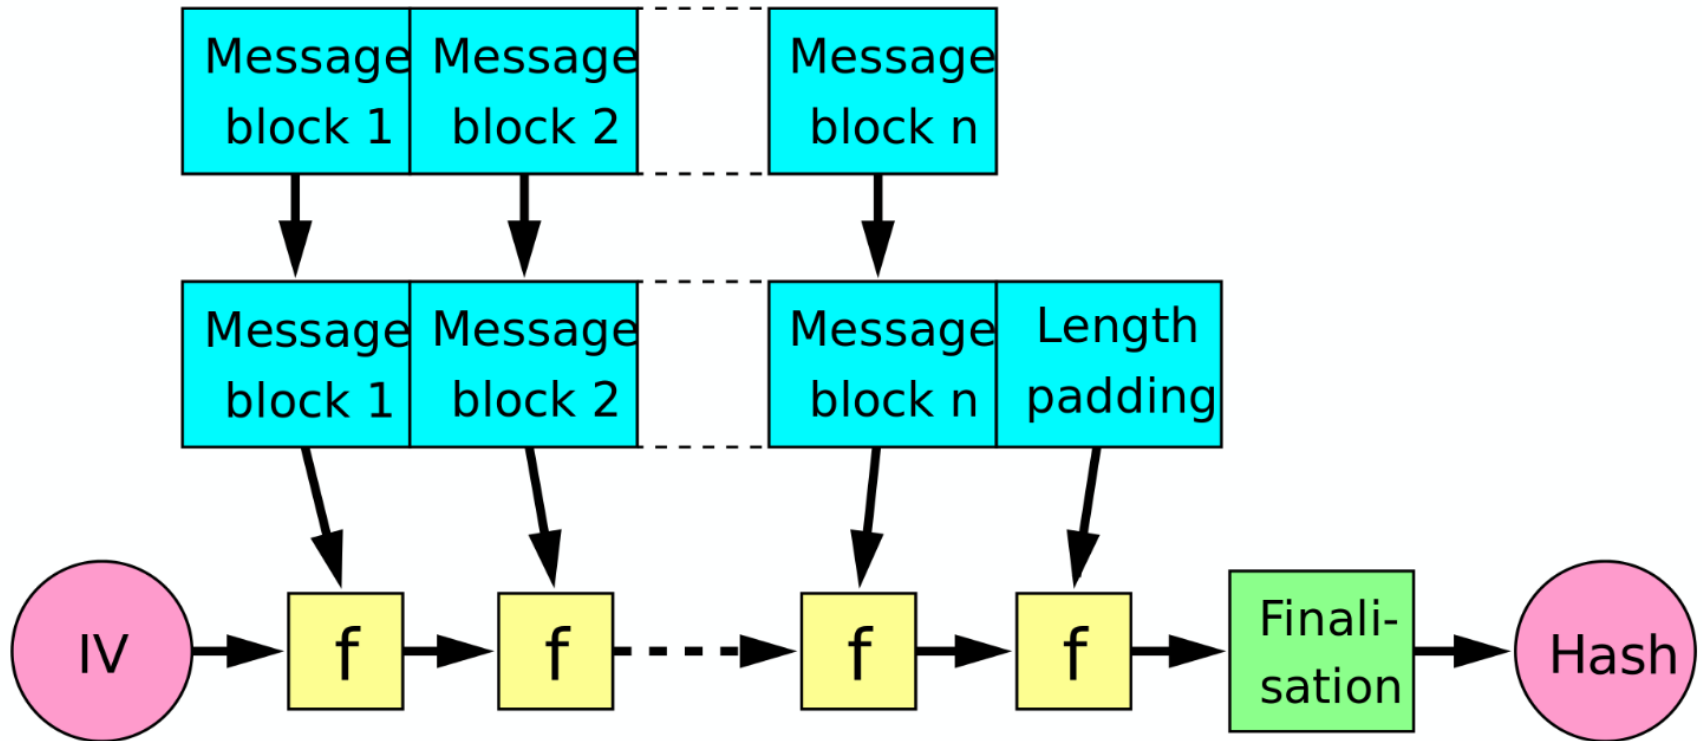 Message Message Message
block 1 block 2 block n
Message Message Message Length
block 1 block 2 block n padding
IV f f f f Finali- Hash
sation